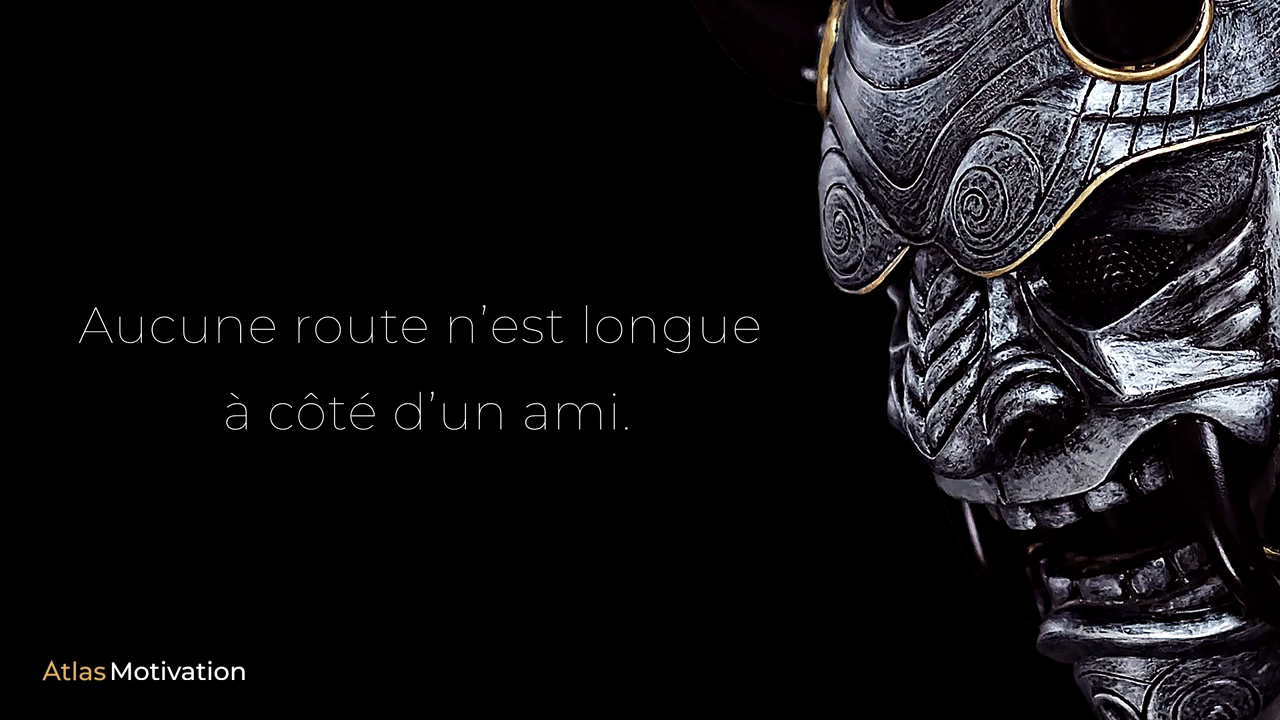 Aucune route n’est longue
à côté d’un ami.
Atlas Motivation